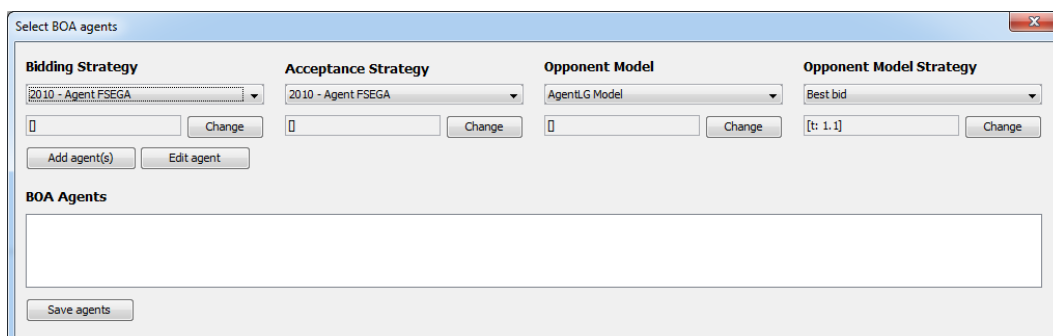 Select BOA agents
Bidding Strategy Acceptance Strategy Opponent Model Opponent Model Strategy
2010 - Agent FSEGA 2010 - Agent FSEGA AgentLG Model Best bid
[] Change [] Change [] Change [t: 1.1] Change
Add agent(s) Edit agent
BOA Agents
Save agents